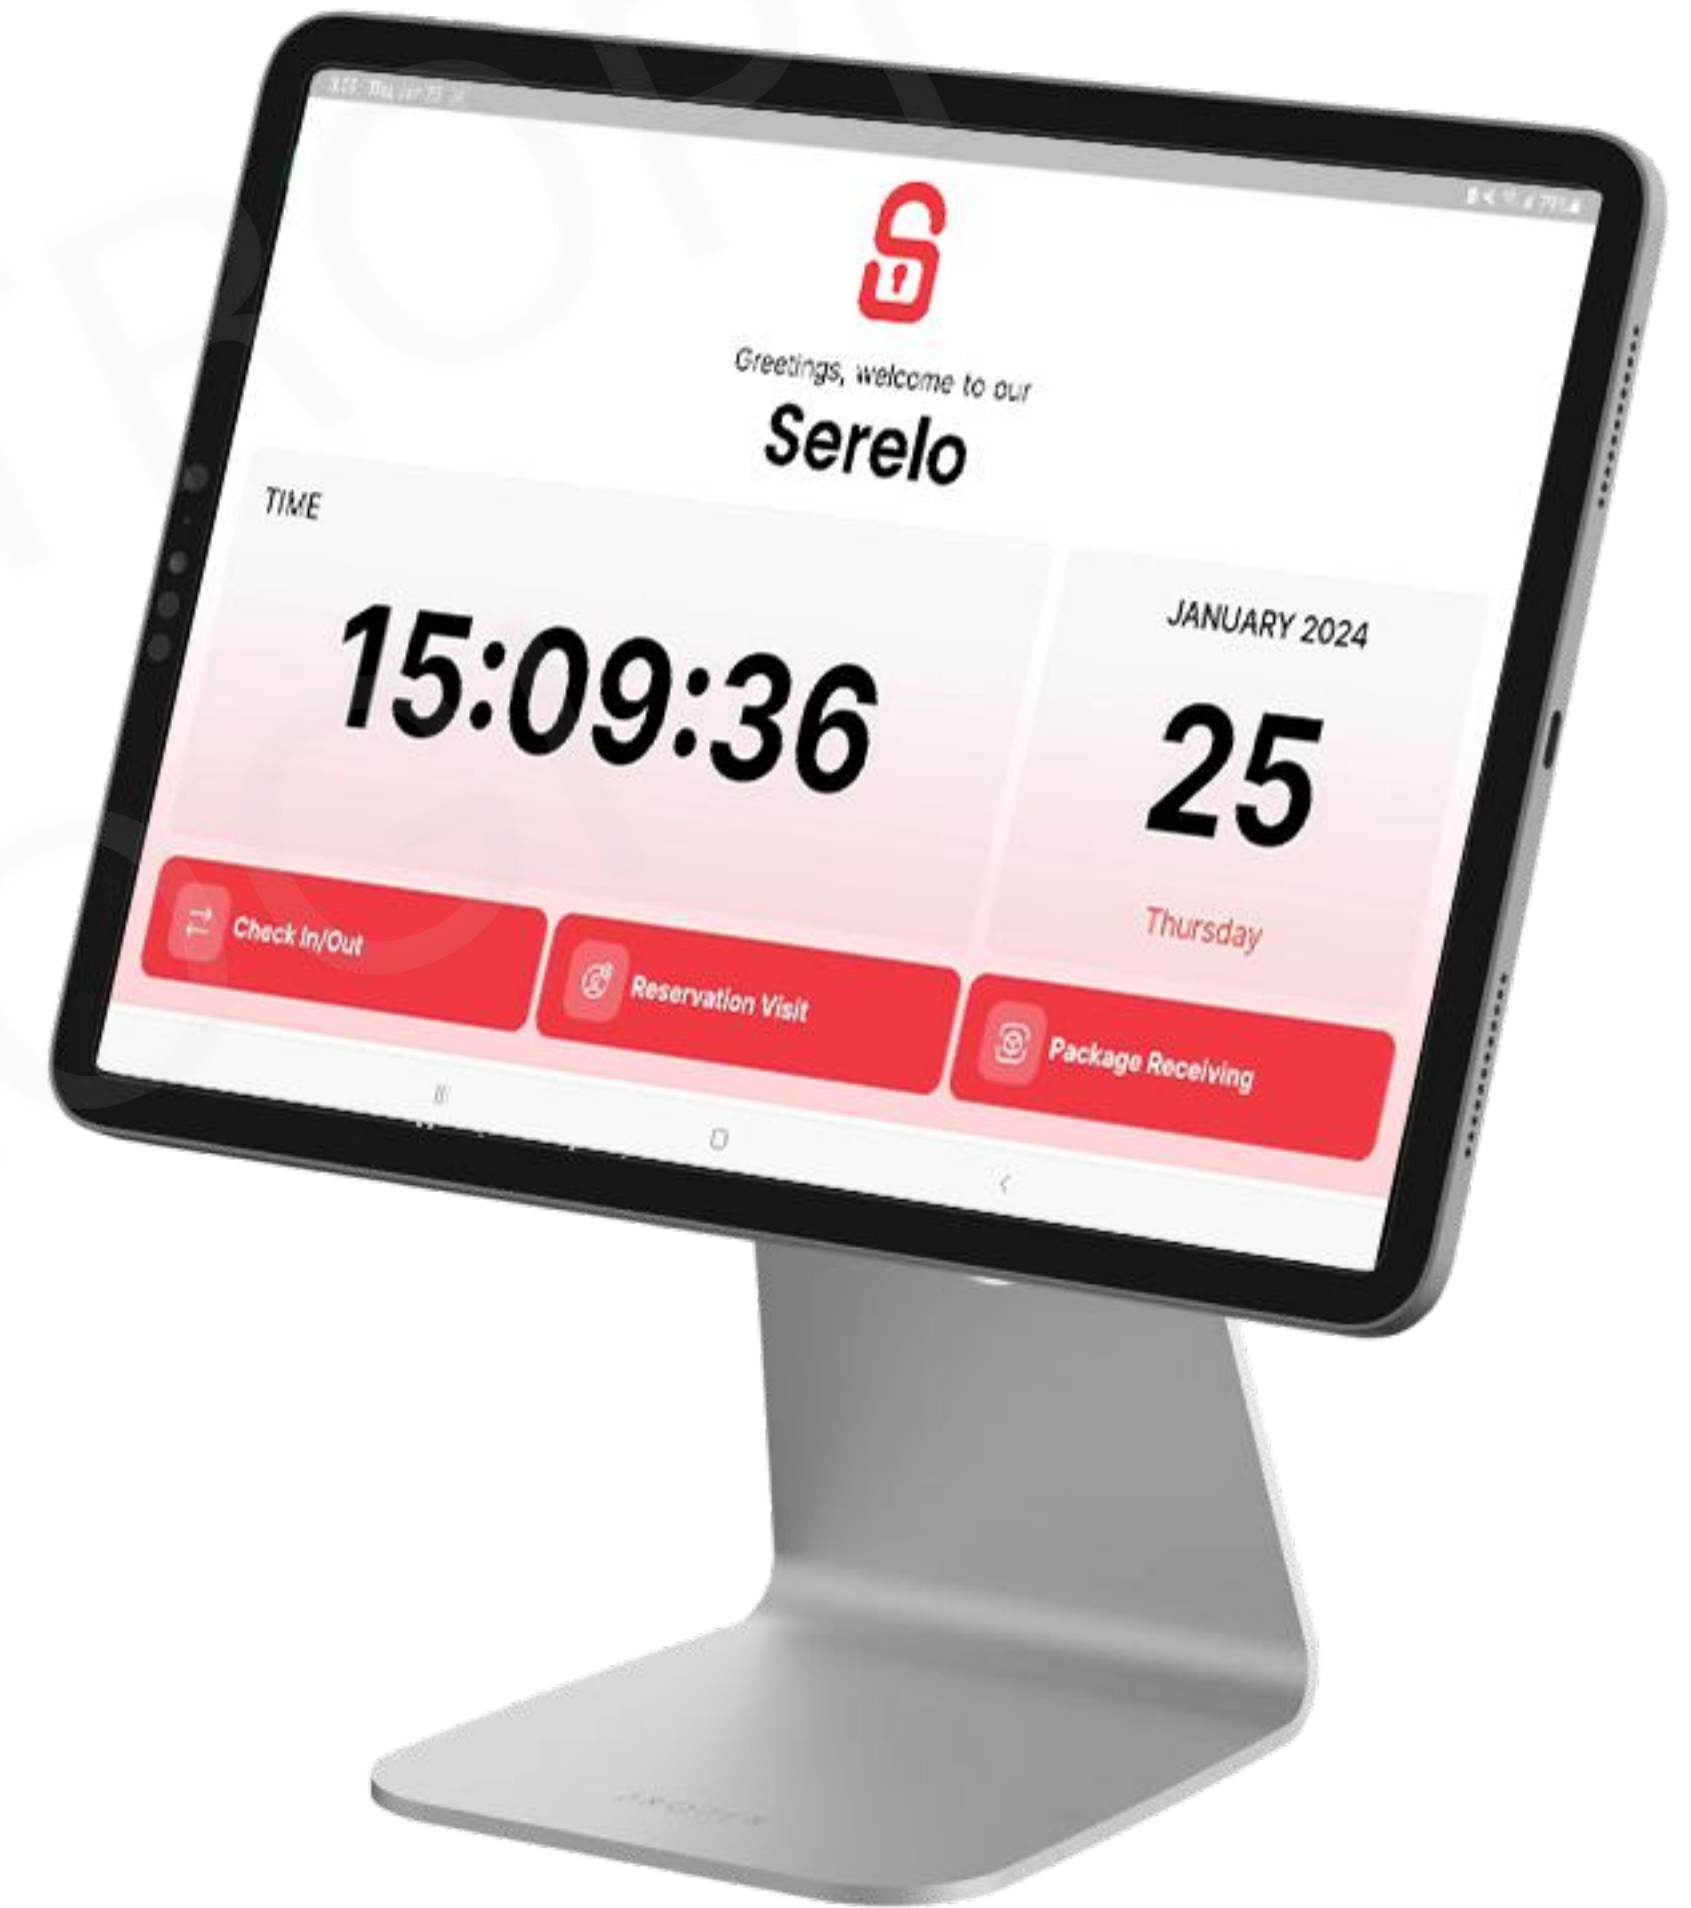 79%
Greetings, welcome to our
Serelo
TIME
15:09:36
JANUARY 2024
25
Thursday
Check In/Out
Reservation Visit
Package Receiving